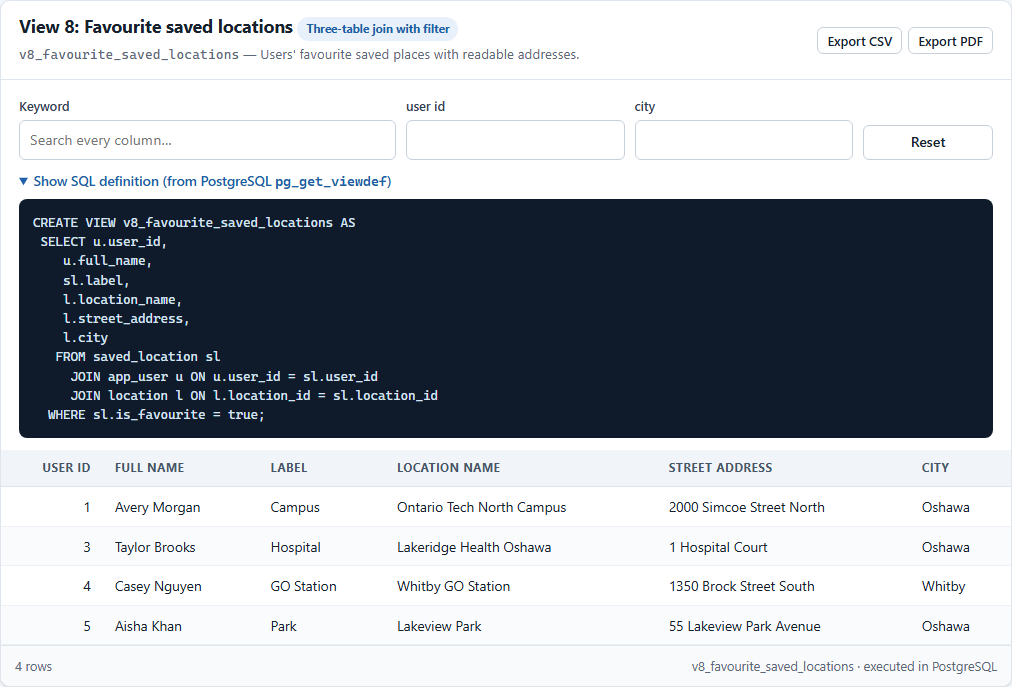 View 8: Favourite saved locations Three-table join with filter
v8_favourite_saved_locations — Users' favourite saved places with readable addresses.
Export CSV Export PDF
Keyword user id city
Search every column...
Reset
▼ Show SQL definition (from PostgreSQL pg_get_viewdef)
CREATE VIEW v8_favourite_saved_locations AS
 SELECT u.user_id,
    u.full_name,
    sl.label,
    l.location_name,
    l.street_address,
    l.city
   FROM saved_location sl
     JOIN app_user u ON u.user_id = sl.user_id
     JOIN location l ON l.location_id = sl.location_id
  WHERE sl.is_favourite = true;
USER ID FULL NAME LABEL LOCATION NAME STREET ADDRESS CITY
1 Avery Morgan Campus Ontario Tech North Campus 2000 Simcoe Street North Oshawa
3 Taylor Brooks Hospital Lakeridge Health Oshawa 1 Hospital Court Oshawa
4 Casey Nguyen GO Station Whitby GO Station 1350 Brock Street South Whitby
5 Aisha Khan Park Lakeview Park 55 Lakeview Park Avenue Oshawa
4 rows v8_favourite_saved_locations · executed in PostgreSQL